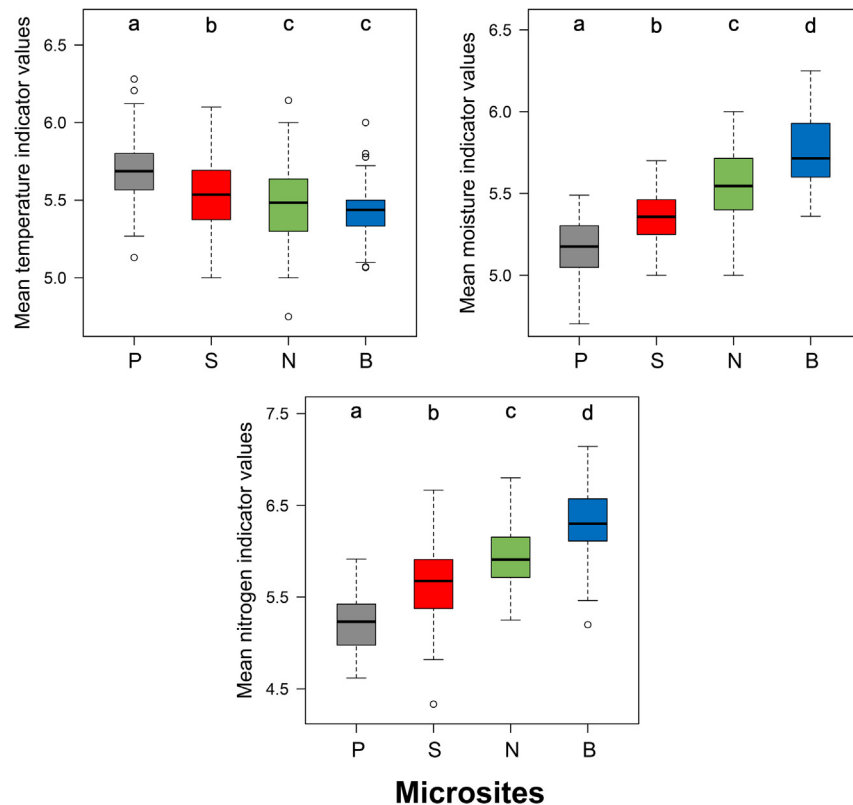 a b c c
6.5
6.0
5.5
5.0
Mean temperature indicator values
P S N B
a b c d
6.5
6.0
5.5
5.0
Mean moisture indicator values
P S N B
a b c d
7.5
6.5
5.5
4.5
Mean nitrogen indicator values
P S N B
Microsites